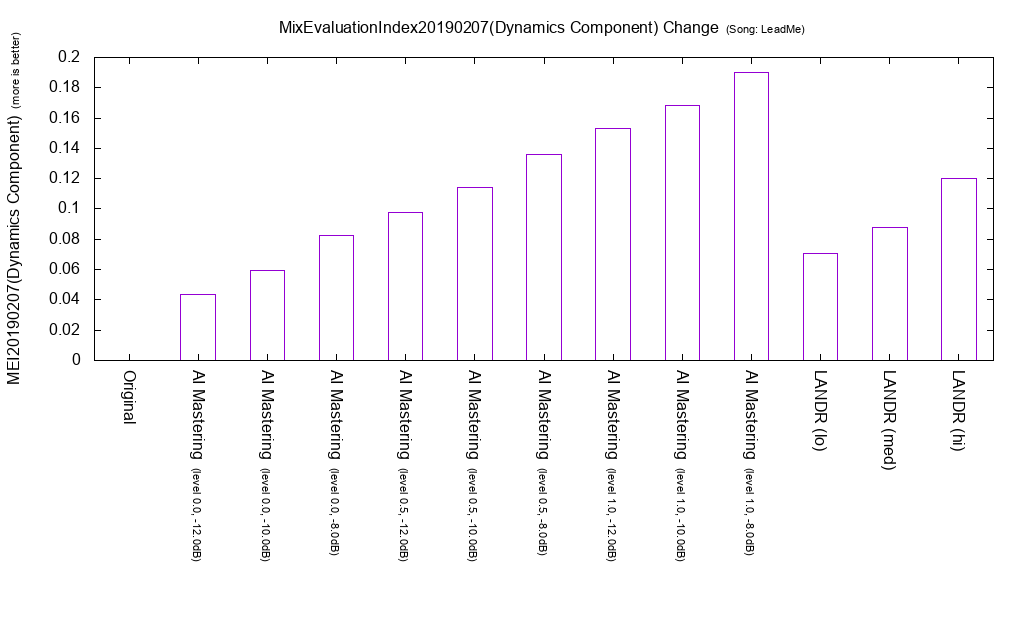 MixEvaluationIndex20190207(Dynamics Component) Change (Song: LeadMe)
MEI20190207(Dynamics Component) (more is better)
0.2
0.18
0.16
0.14
0.12
0.1
0.08
0.06
0.04
0.02
0
Original
AI Mastering (level 0.0, -12.0dB)
AI Mastering (level 0.0, -10.0dB)
AI Mastering (level 0.0, -8.0dB)
AI Mastering (level 0.5, -12.0dB)
AI Mastering (level 0.5, -10.0dB)
AI Mastering (level 0.5, -8.0dB)
AI Mastering (level 1.0, -12.0dB)
AI Mastering (level 1.0, -10.0dB)
AI Mastering (level 1.0, -8.0dB)
LANDR (lo)
LANDR (med)
LANDR (hi)